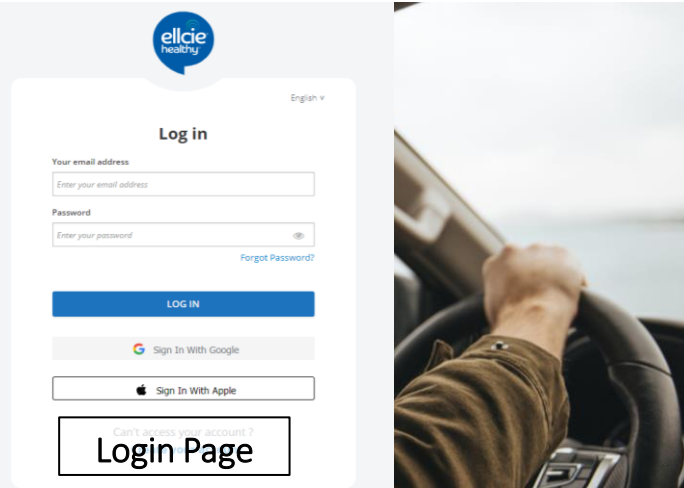 ellcie
healthy
English v
Log in
Your email address
Enter your email address
Password
Enter your password
Forgot Password?
LOG IN
Sign In With Google
Sign In With Apple
Can't access your account ?
Login Page